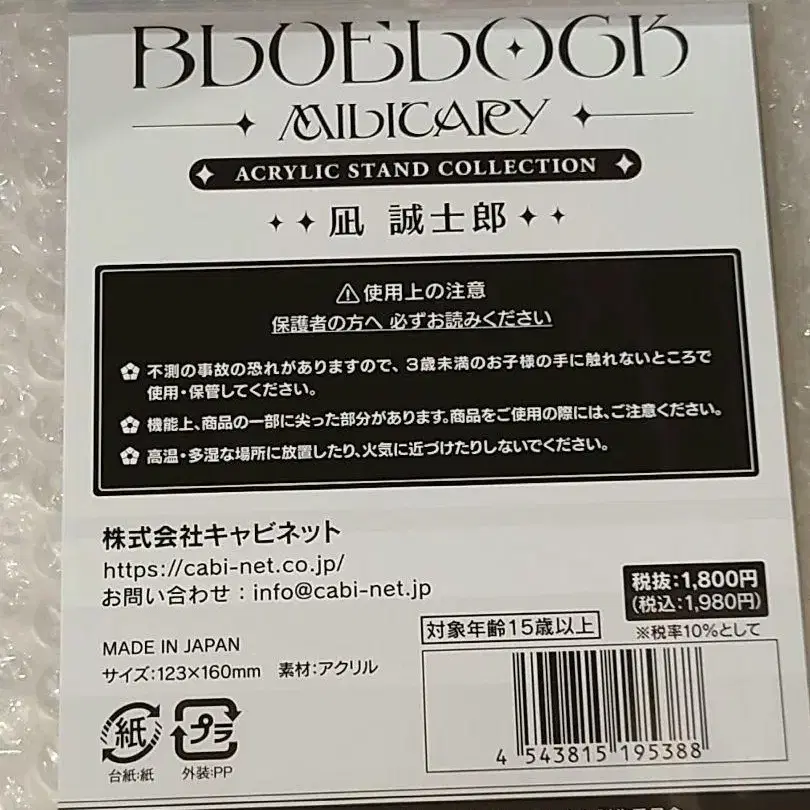 BLUELOCK
MILITARY
ACRYLIC STAND COLLECTION
凪 誠士郎
⚠使用上の注意
保護者の方へ 必ずお読みください
不測の事故の恐れがありますので、3歳未満のお子様の手に触れないところで
使用・保管してください。
機能上、商品の一部に尖った部分があります。商品をご使用の際には、ご注意ください。
高温・多湿な場所に放置したり、火気に近づけたりしないでください。
株式会社キャビネット
https://cabi-net.co.jp/
お問い合わせ：info@cabi-net.jp
税抜:1,800円
(税込:1,980円)
※税率10%として
対象年齢15歳以上
MADE IN JAPAN
サイズ:123×160mm 素材:アクリル
紙
プラ
台紙:紙 外装:PP
4 543815 195388